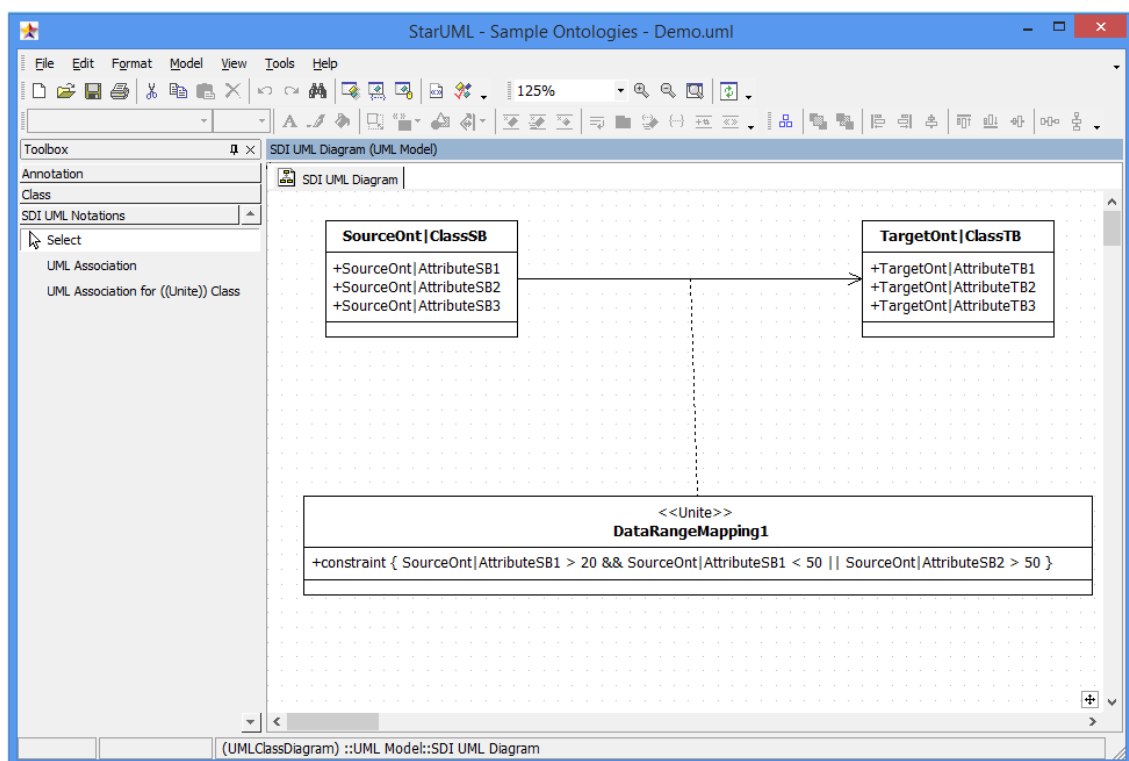 StarUML - Sample Ontologies - Demo.uml
File Edit Format Model View Tools Help
125%
Toolbox
SDI UML Diagram (UML Model)
Annotation
SDI UML Diagram
Class
SDI UML Notations
Select
UML Association
UML Association for ((Unite)) Class
SourceOnt|ClassSB
+SourceOnt|AttributeSB1
+SourceOnt|AttributeSB2
+SourceOnt|AttributeSB3
TargetOnt|ClassTB
+TargetOnt|AttributeTB1
+TargetOnt|AttributeTB2
+TargetOnt|AttributeTB3
<<Unite>>
DataRangeMapping1
+constraint { SourceOnt|AttributeSB1 > 20 && SourceOnt|AttributeSB1 < 50 || SourceOnt|AttributeSB2 > 50 }
(UMLClassDiagram) ::UML Model::SDI UML Diagram